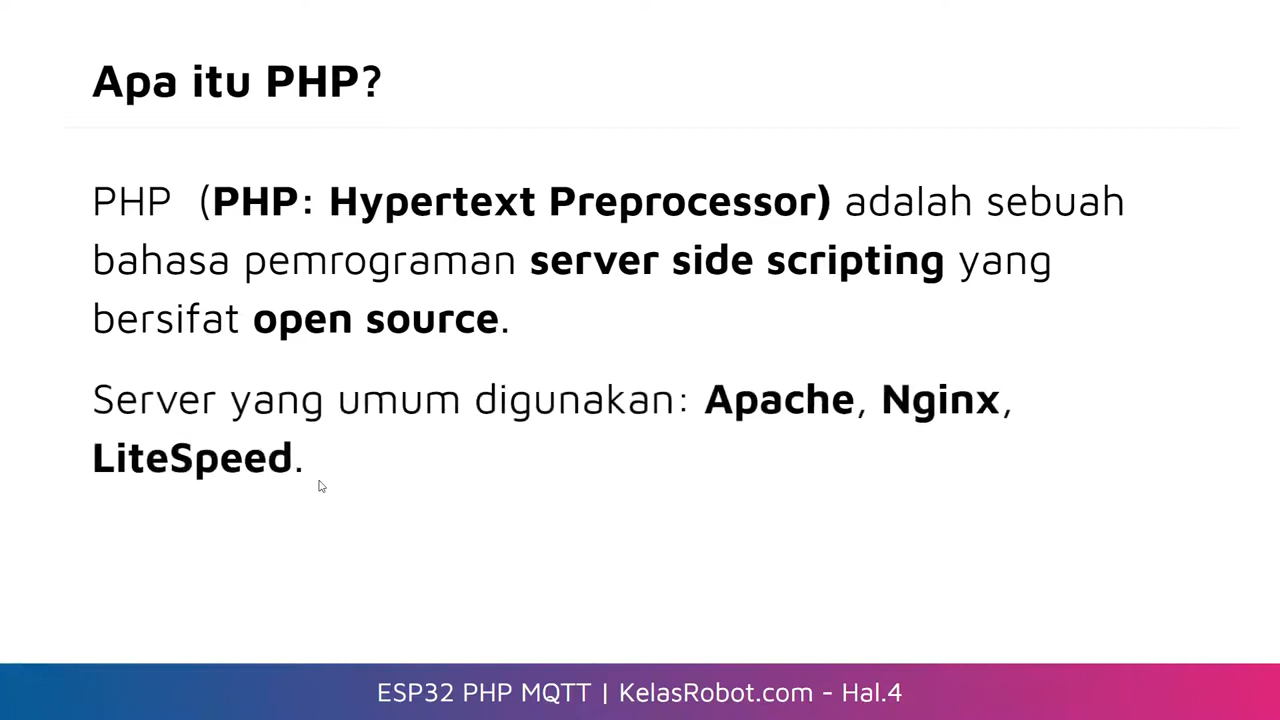 Apa itu PHP?
PHP (PHP: Hypertext Preprocessor) adalah sebuah
bahasa pemrograman server side scripting yang
bersifat open source.
Server yang umum digunakan: Apache, Nginx,
LiteSpeed.
ESP32 PHP MQTT | KelasRobot.com - Hal.4